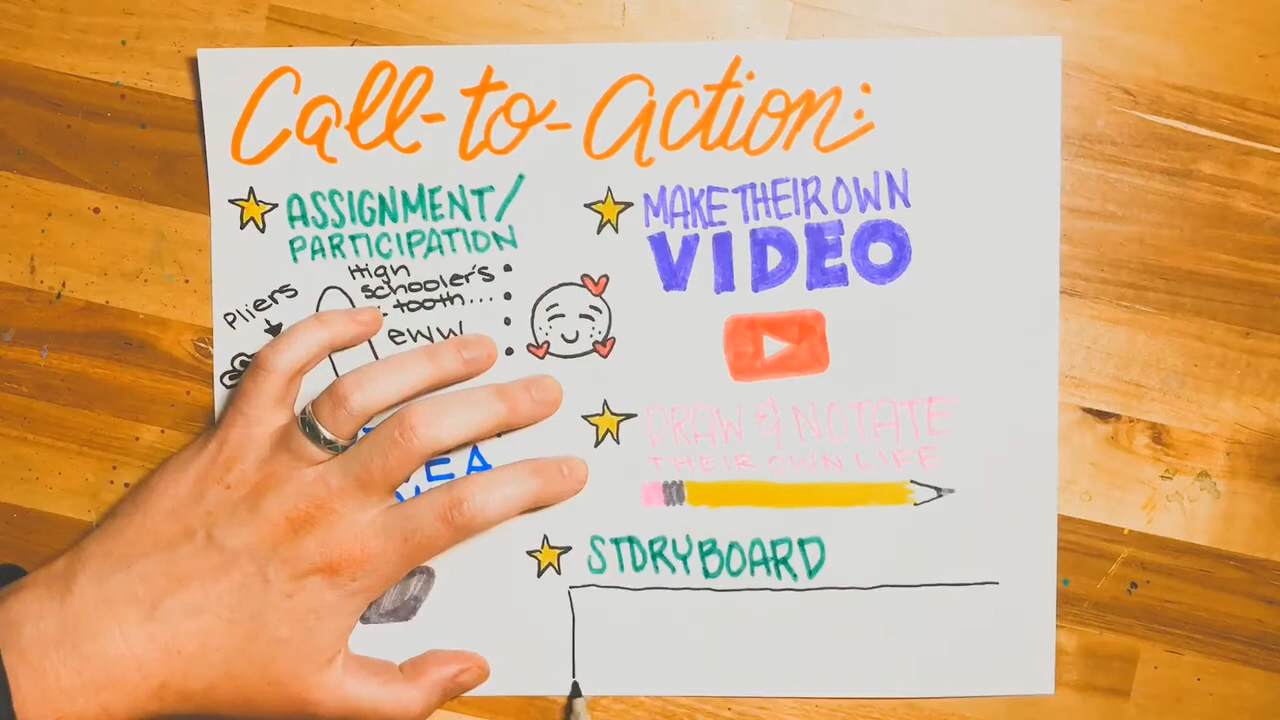 Call-to-Action:
ASSIGNMENT/
PARTICIPATION
High
schooler's
tooth...
eww
Pliers
MAKE THEIR OWN
VIDEO
DRAW & NOTATE
THEIR OWN LIFE
STORYBOARD